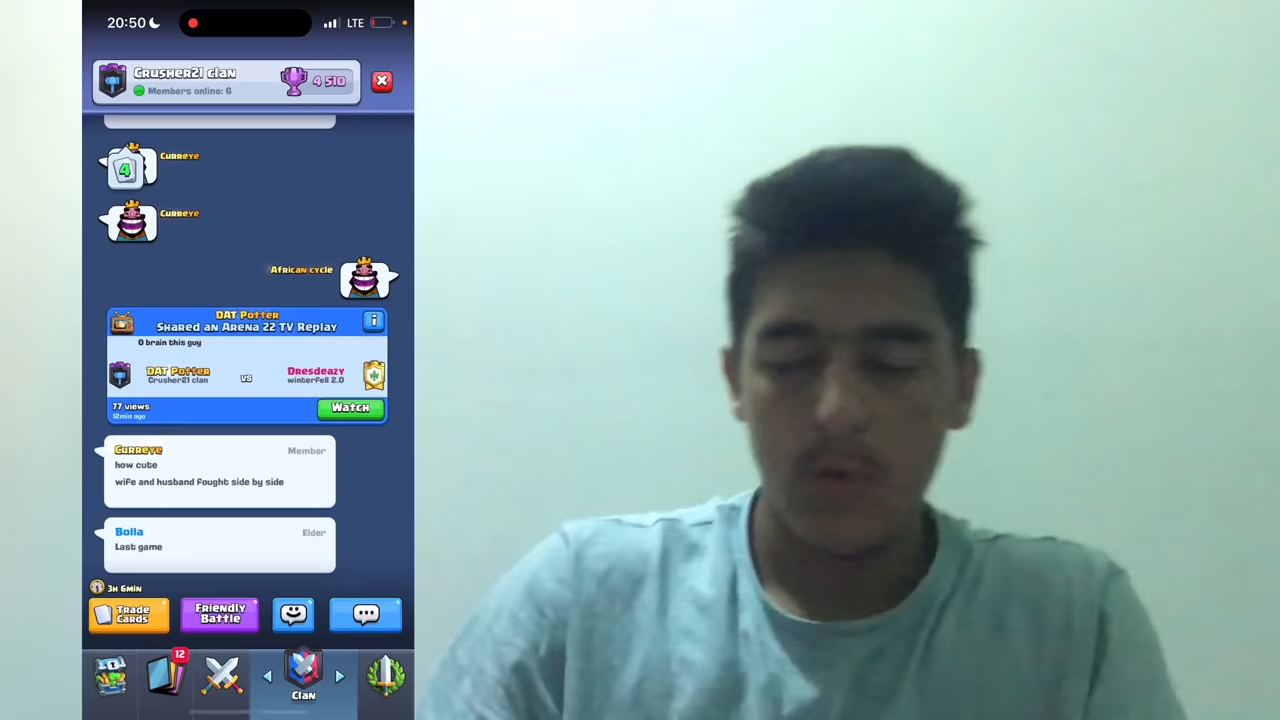 20:50
LTE
Crusher21 clan
Members online: 6
4 510
Curreye
4
Curreye
African cycle
DAT Potter
Shared an Arena 22 TV Replay
i
0 brain this guy
DAT Potter
Crusher21 clan
vs
Dresdeazy
winterfell 2.0
77 views
12min ago
Watch
Curreye
Member
how cute
wife and husband fought side by side
Bolla
Elder
Last game
3h 6min
Trade
Cards
Friendly
Battle
12
1
Clan